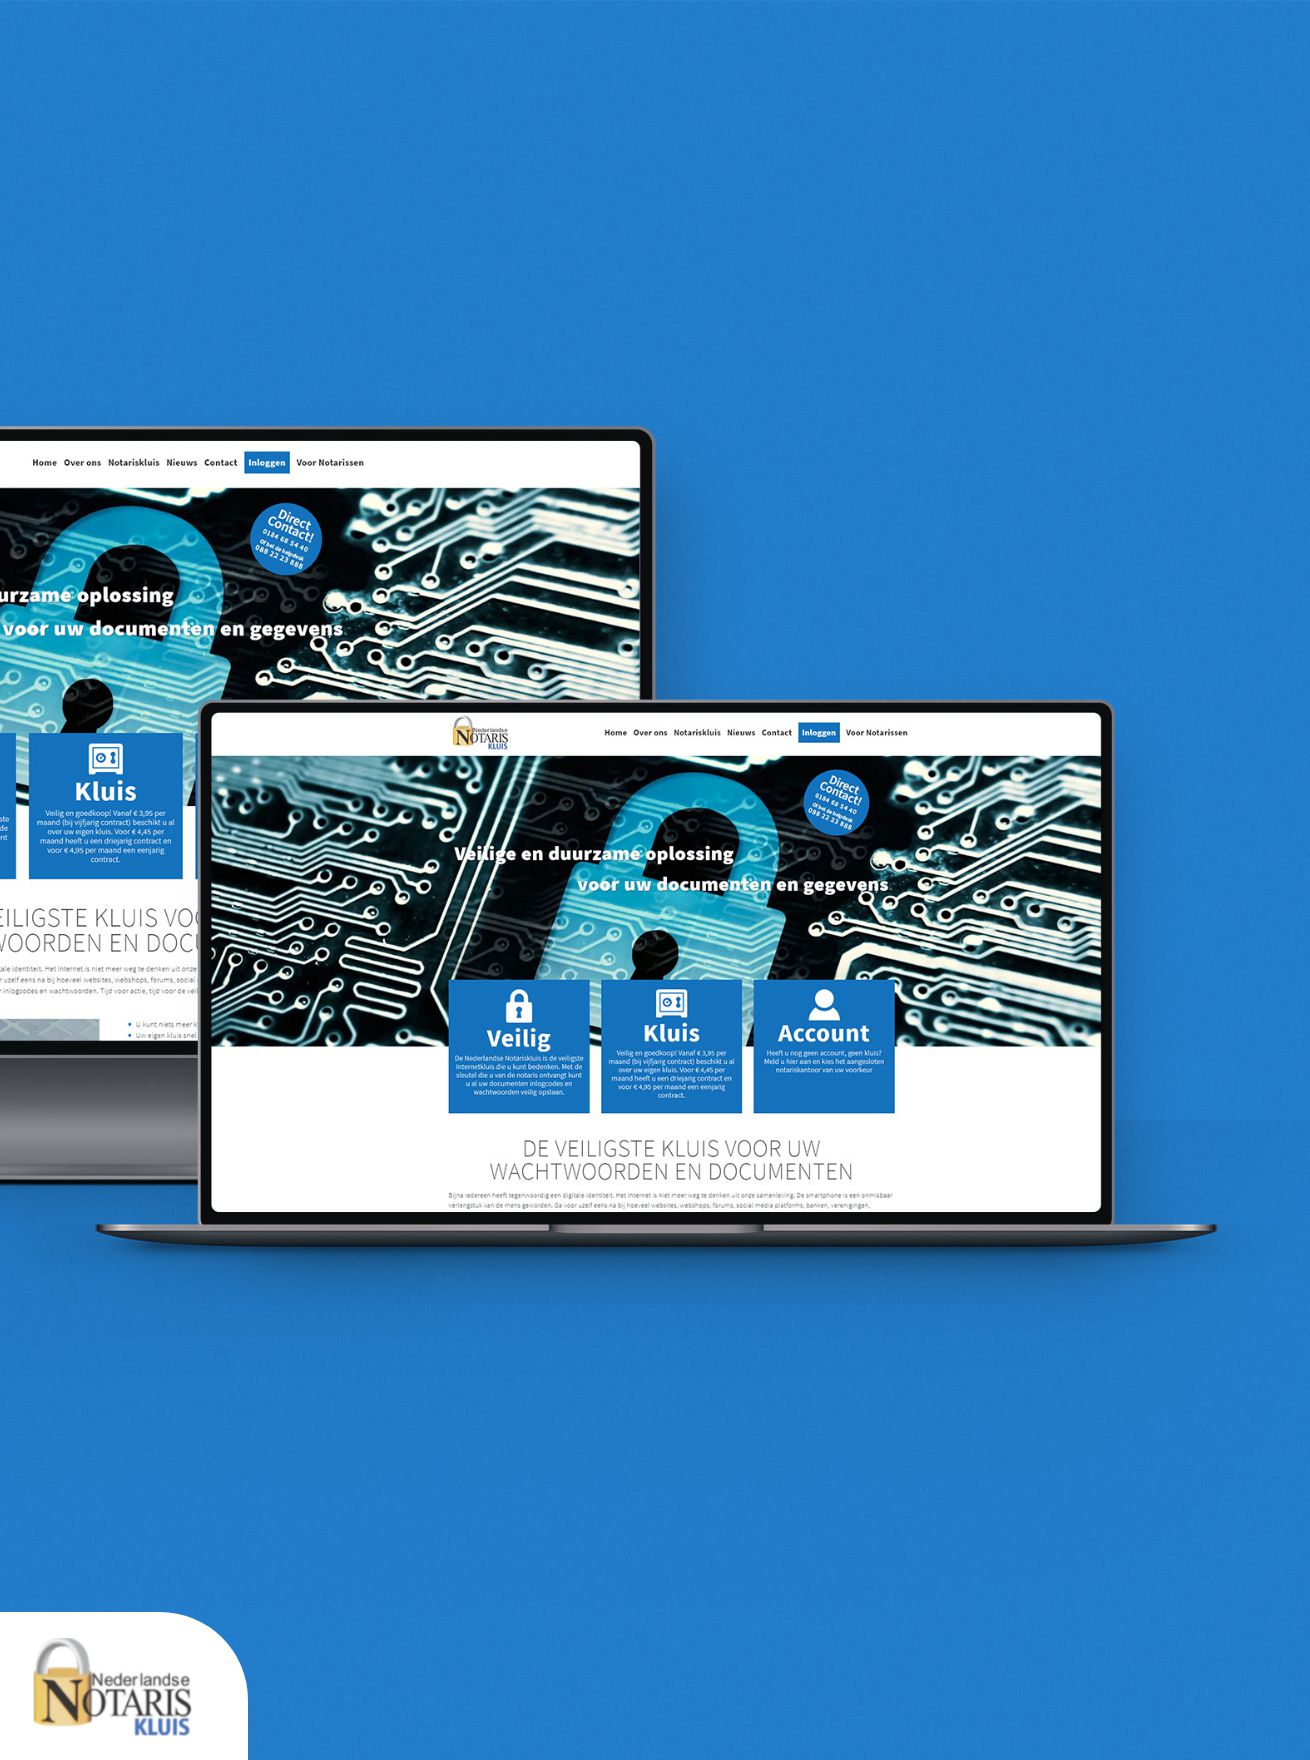 Home Over ons Notariskluis Nieuws Contact Inloggen Voor Notarissen
Direct
Contact!
0184 68 54 40
Of bel de helpdesk
088 22 23 888
urzame oplossing
voor uw documenten en gegevens
Kluis
Veilig en goedkoop! Vanaf € 3,95 per
maand (bij vijfjarig contract) beschikt u al
over uw eigen kluis. Voor € 4,45 per
maand heeft u een driejarig contract en
voor € 4,95 per maand een eenjarig
contract.
EILIGSTE KLUIS VOO
WOORDEN EN DOCU
ale identiteit. Het Internet is niet meer weg te denken uit onze
r uzelf eens na bij hoeveel websites, webshops, forums, social
inlogcodes en wachtwoorden. Tijd voor actie, tijd voor de veil
U kunt niets meer k
Uw eigen kluis snel
Nederlandse
NOTARIS
KLUIS
Home Over ons Notariskluis Nieuws Contact Inloggen Voor Notarissen
Direct
Contact!
0184 68 54 40
Of bel de helpdesk
088 22 23 888
Veilige en duurzame oplossing
voor uw documenten en gegevens
Veilig
De Nederlandse Notariskluis is de veiligste
Internetkluis die u kunt bedenken. Met de
sleutel die u van de notaris ontvangt kunt
u al uw documenten inlogcodes en
wachtwoorden veilig opslaan.
Kluis
Veilig en goedkoop! Vanaf € 3,95 per
maand (bij vijfjarig contract) beschikt u al
over uw eigen kluis. Voor € 4,45 per
maand heeft u een driejarig contract en
voor € 4,95 per maand een eenjarig
contract.
Account
Heeft u nog geen account, geen kluis?
Meld u hier aan en kies het aangesloten
notariskantoor van uw voorkeur
DE VEILIGSTE KLUIS VOOR UW
WACHTWOORDEN EN DOCUMENTEN
Bijna iedereen heeft tegenwoordig een digitale identiteit. Het Internet is niet meer weg te denken uit onze samenleving. De smartphone is een onmisbaar
verlengstuk van de mens geworden. Ga voor uzelf eens na bij hoeveel websites, webshops, forums, social media platforms, banken, verenigingen,
Nederlandse
NOTARIS
KLUIS